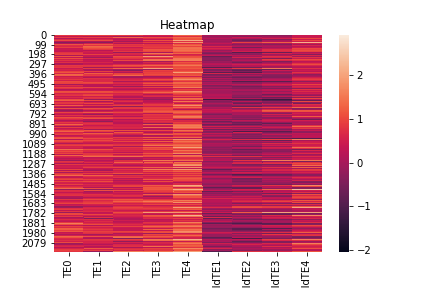 Heatmap
0
99
198
297
396
495
594
693
792
891
990
1089
1188
1287
1386
1485
1584
1683
1782
1881
1980
2079
2
1
0
−1
−2
TE0
TE1
TE2
TE3
TE4
IdTE1
IdTE2
IdTE3
IdTE4